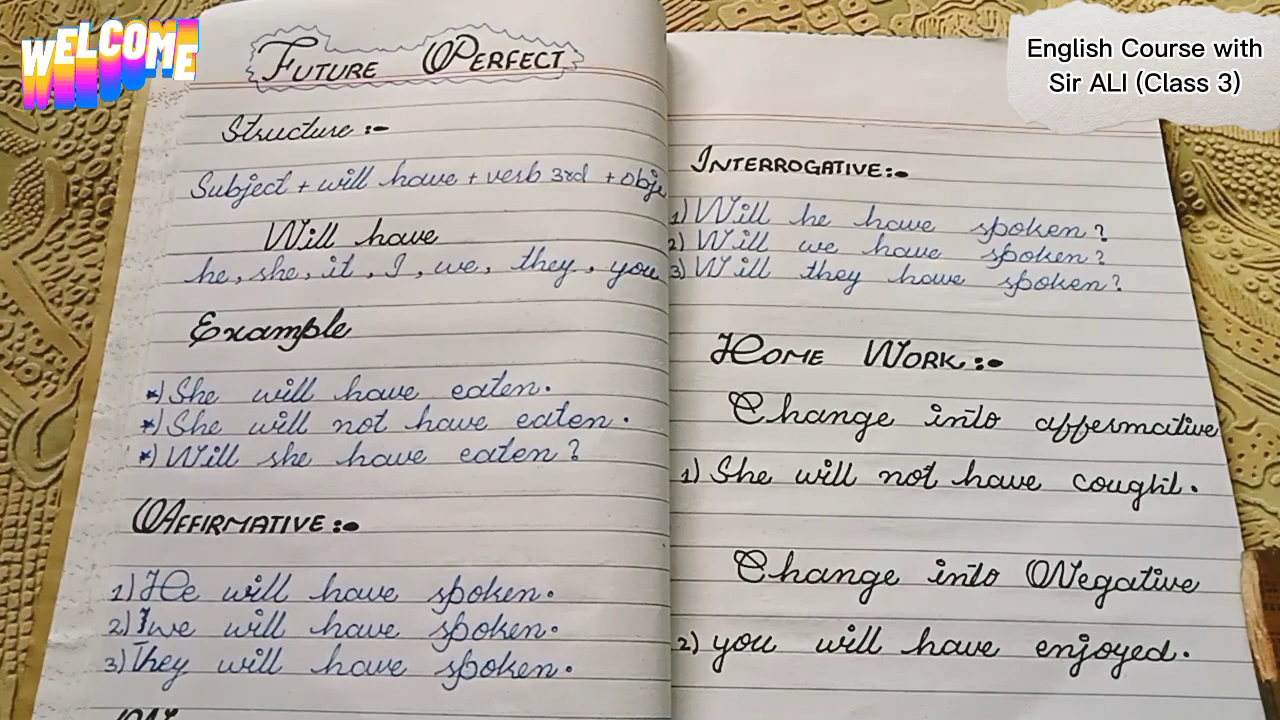 WELCOME
English Course with
Sir ALI (Class 3)
FUTURE PERFECT
Structure :-
Subject + will have + verb 3rd + obje
Will have
he, she, it, I, we, they, you
Example
*) She will have eaten.
*) She will not have eaten.
*) Will she have eaten?
AFFIRMATIVE :-
1) He will have spoken.
2) I we will have spoken.
3) They will have spoken.
INTERROGATIVE :-
1) Will he have spoken?
2) Will we have spoken?
3) Will they have spoken?
HOME WORK :-
Change into affermative
1) She will not have cought.
Change into Negative
2) you will have enjoyed.